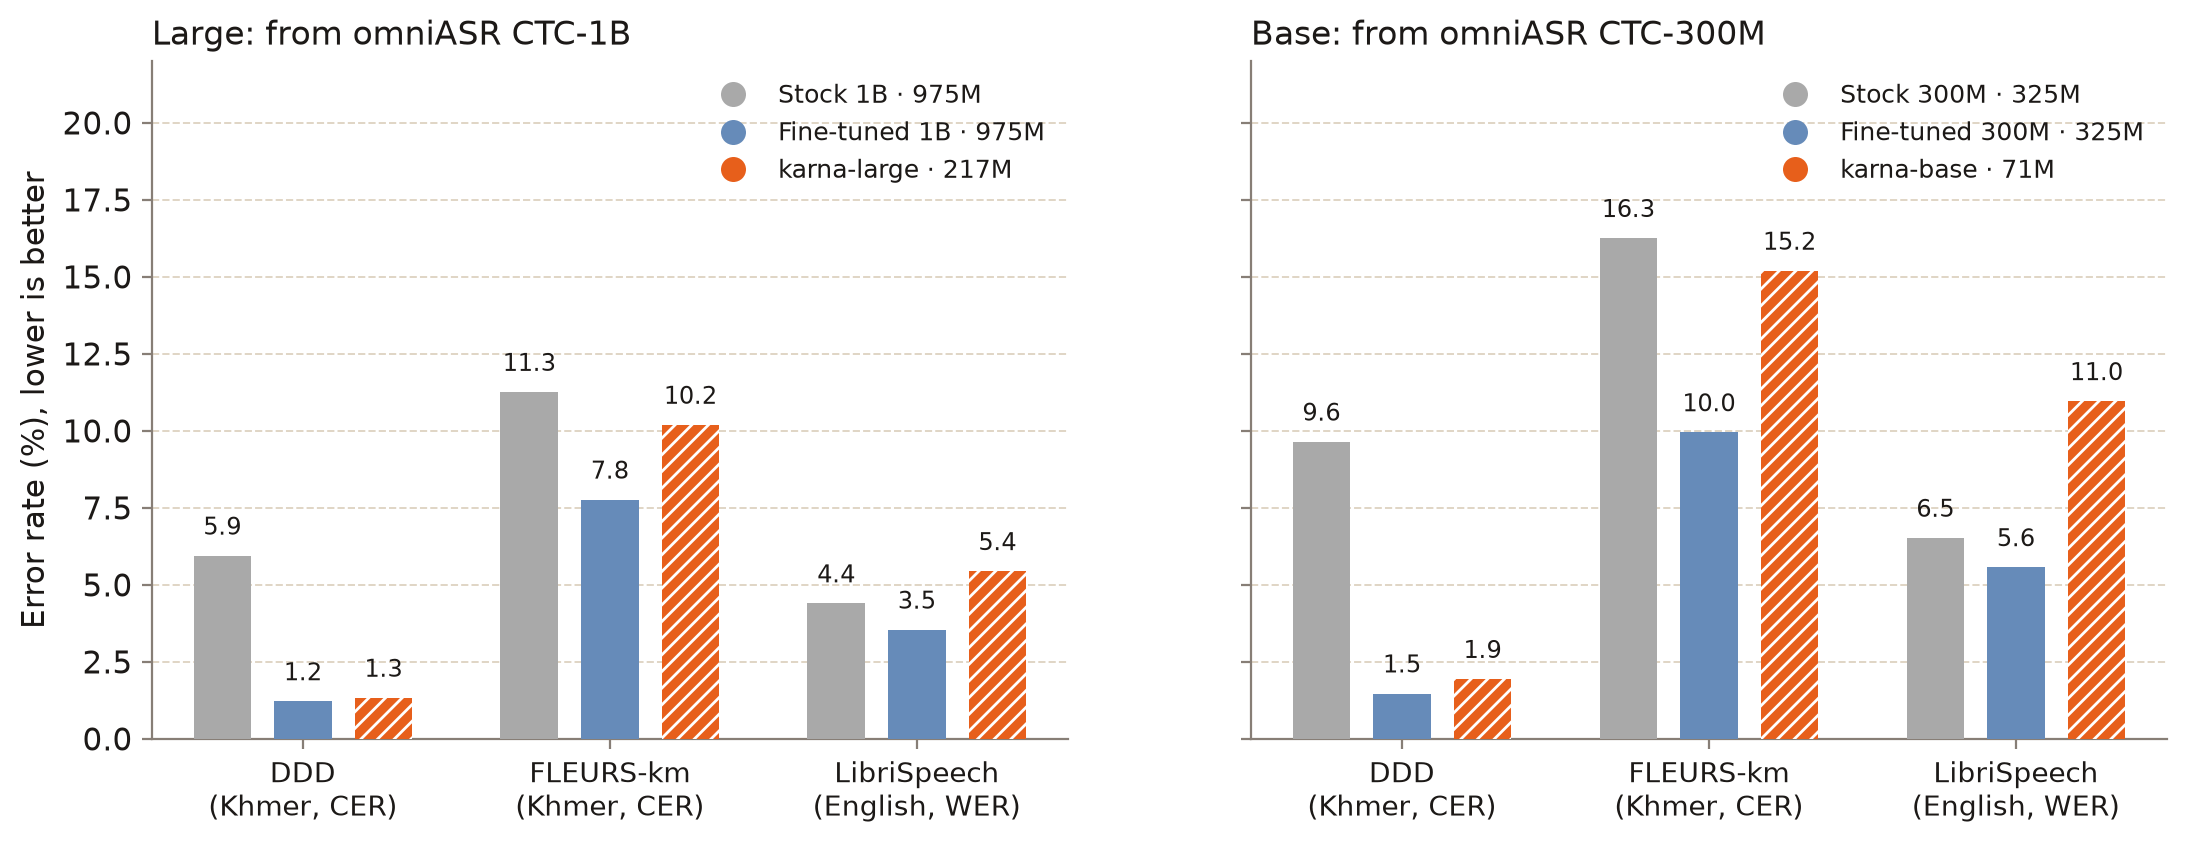 Large: from omniASR CTC-1B
Stock 1B · 975M
Fine-tuned 1B · 975M
karna-large · 217M
Error rate (%), lower is better
20.0
17.5
15.0
12.5
10.0
7.5
5.0
2.5
0.0
5.9
1.2
1.3
11.3
7.8
10.2
4.4
3.5
5.4
DDD
(Khmer, CER)
FLEURS-km
(Khmer, CER)
LibriSpeech
(English, WER)
Base: from omniASR CTC-300M
Stock 300M · 325M
Fine-tuned 300M · 325M
karna-base · 71M
9.6
1.5
1.9
16.3
10.0
15.2
6.5
5.6
11.0
DDD
(Khmer, CER)
FLEURS-km
(Khmer, CER)
LibriSpeech
(English, WER)